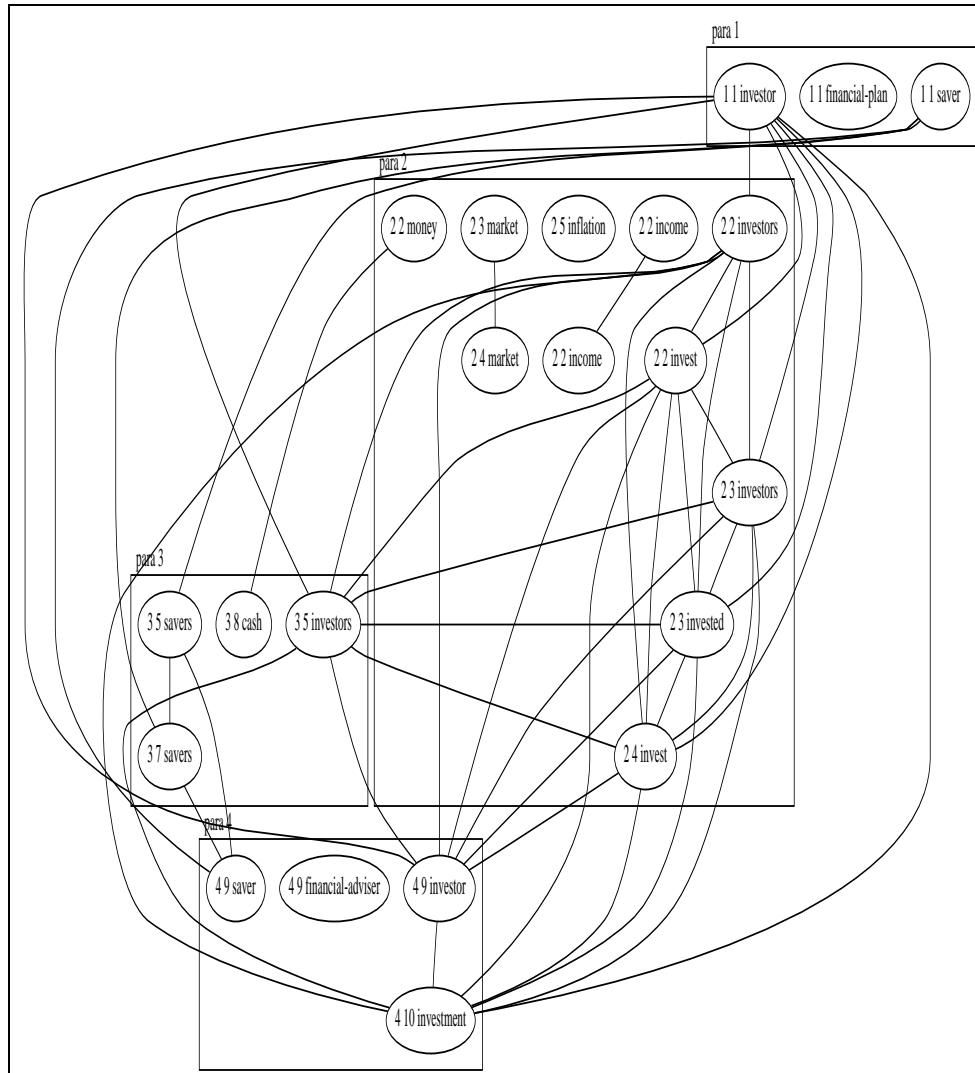 para 1
1 1 investor
1 1 financial-plan
1 1 saver
para 2
2 2 money
2 3 market
2 5 inflation
2 2 income
2 2 investors
2 4 market
2 2 income
2 2 invest
2 3 investors
para 3
3 5 savers
3 8 cash
3 5 investors
2 3 invested
3 7 savers
2 4 invest
para 4
4 9 saver
4 9 financial-adviser
4 9 investor
4 10 investment